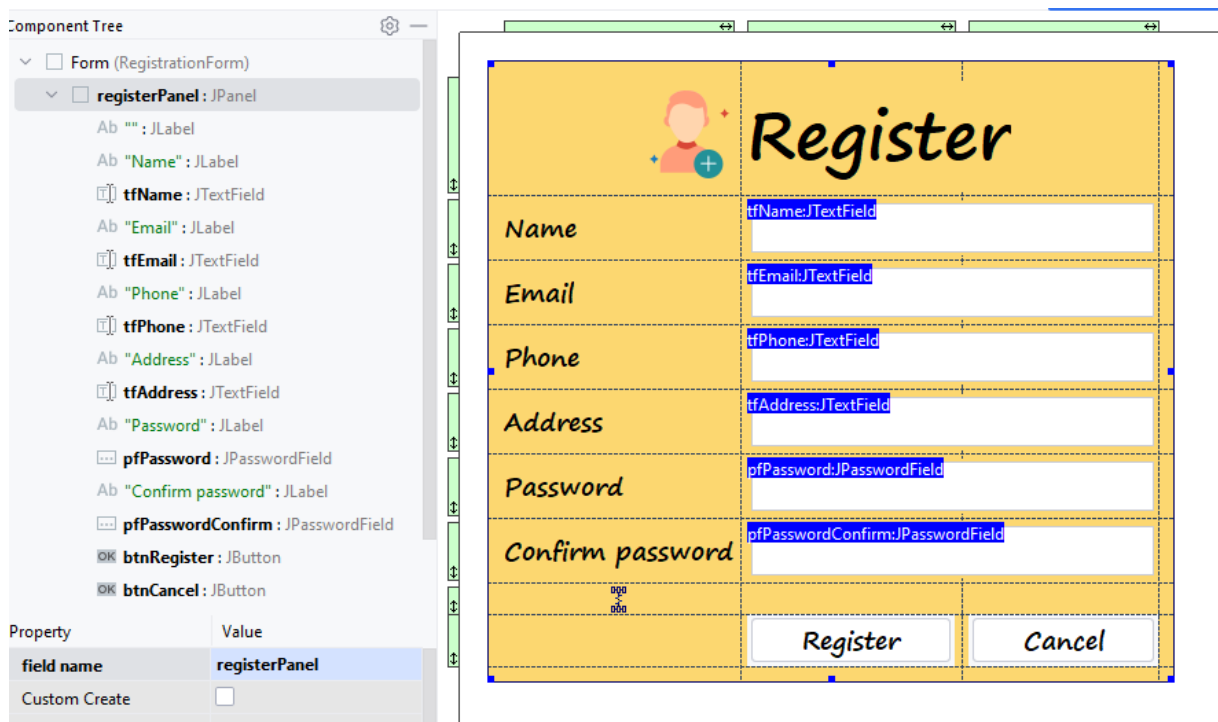 Component Tree
Form (RegistrationForm)
registerPanel : JPanel
Ab "" : JLabel
Ab "Name" : JLabel
tfName : JTextField
Ab "Email" : JLabel
tfEmail : JTextField
Ab "Phone" : JLabel
tfPhone : JTextField
Ab "Address" : JLabel
tfAddress : JTextField
Ab "Password" : JLabel
pfPassword : JPasswordField
Ab "Confirm password" : JLabel
pfPasswordConfirm : JPasswordField
OK btnRegister : JButton
OK btnCancel : JButton
Property Value
field name registerPanel
Custom Create
Register
Name tfName:JTextField
Email tfEmail:JTextField
Phone tfPhone:JTextField
Address tfAddress:JTextField
Password pfPassword:JPasswordField
Confirm password pfPasswordConfirm:JPasswordField
Register Cancel